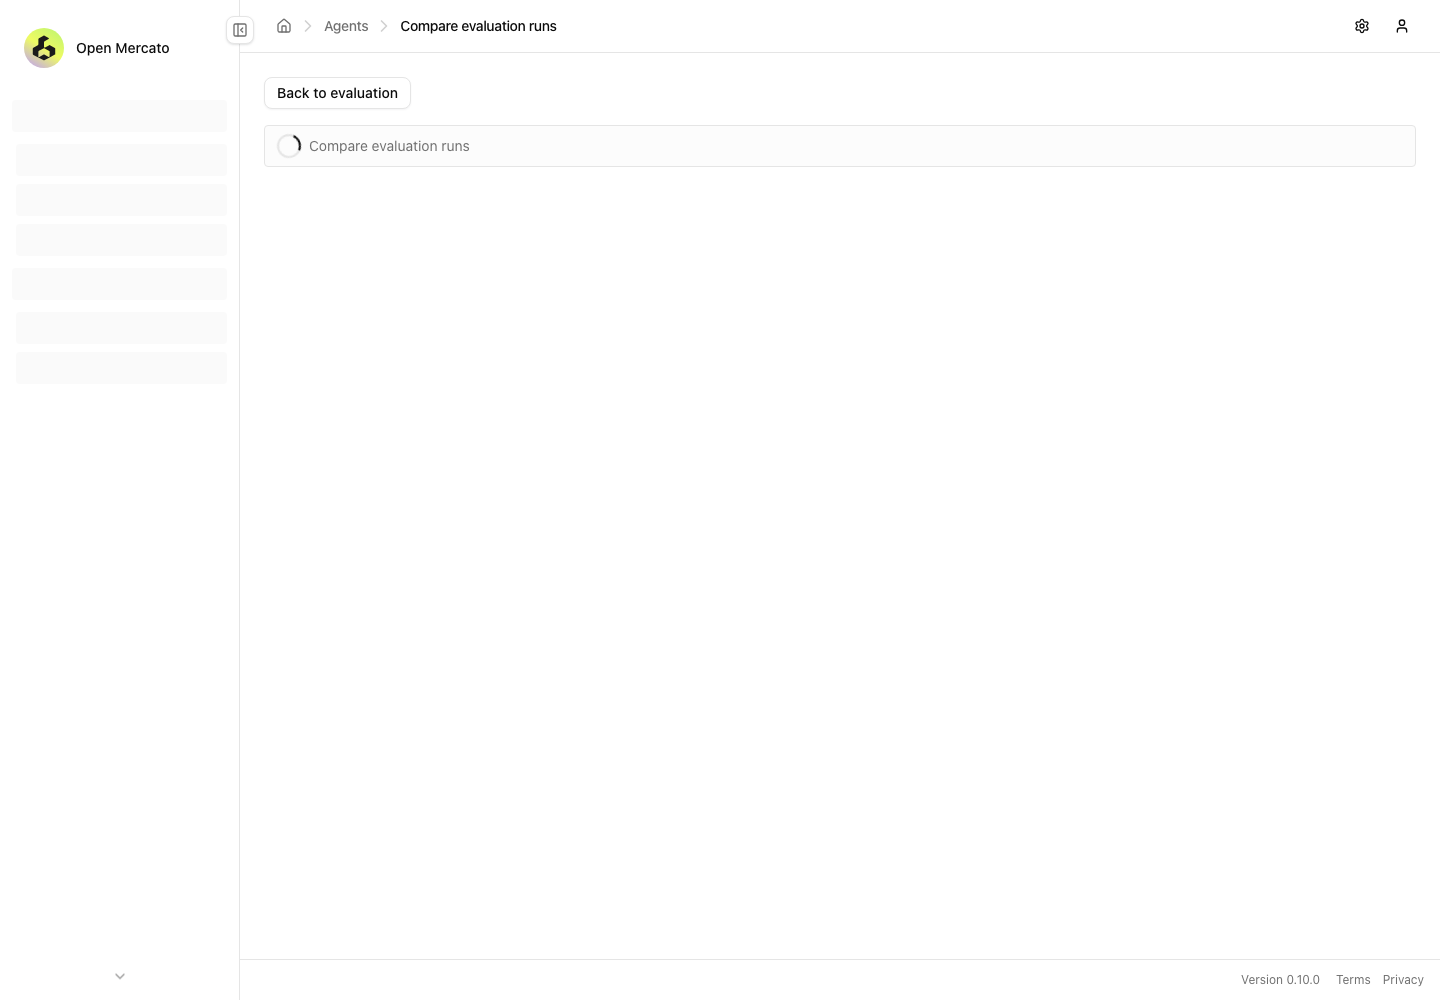 Open Mercato
Agents
Compare evaluation runs
Back to evaluation
Compare evaluation runs
Version 0.10.0
Terms
Privacy